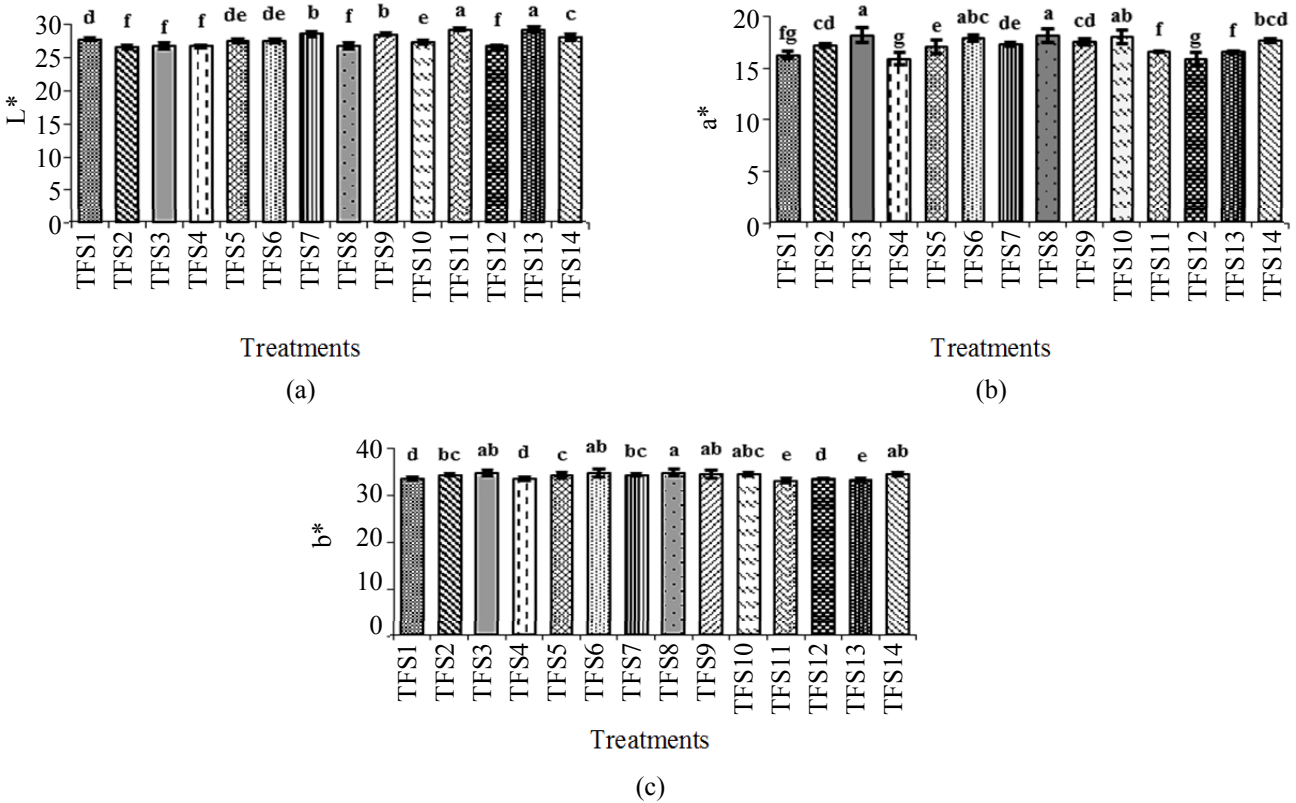 d f f f de de b f b e a f a c
30
25
20
15
10
5
0
L*
TFS1 TFS2 TFS3 TFS4 TFS5 TFS6 TFS7 TFS8 TFS9 TFS10 TFS11 TFS12 TFS13 TFS14
Treatments
(a)
fg cd a g e abc de a cd ab f g f bcd
20
15
10
5
0
a*
TFS1 TFS2 TFS3 TFS4 TFS5 TFS6 TFS7 TFS8 TFS9 TFS10 TFS11 TFS12 TFS13 TFS14
Treatments
(b)
d bc ab d c ab bc a ab abc e d e ab
40
30
20
10
0
b*
TFS1 TFS2 TFS3 TFS4 TFS5 TFS6 TFS7 TFS8 TFS9 TFS10 TFS11 TFS12 TFS13 TFS14
Treatments
(c)